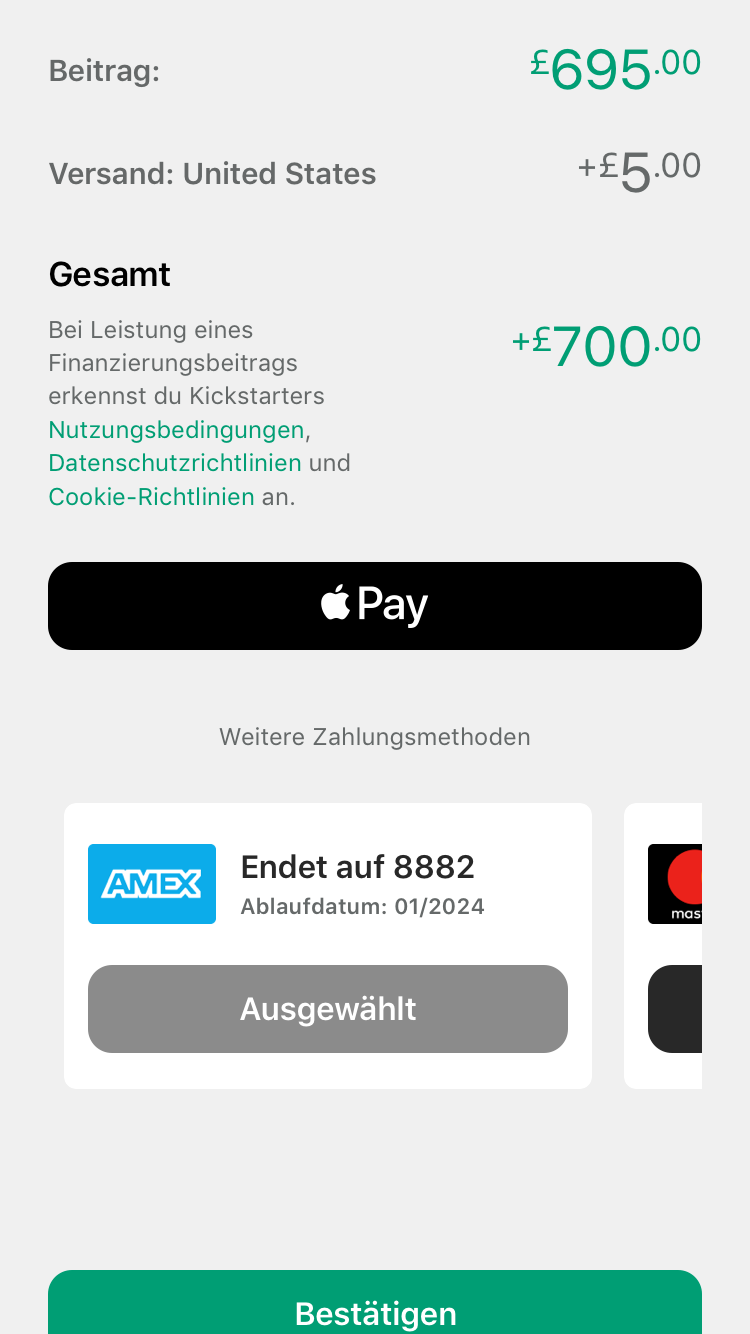 Beitrag: £695.00
Versand: United States +£5.00
Gesamt
Bei Leistung eines
Finanzierungsbeitrags
erkennst du Kickstarters
Nutzungsbedingungen,
Datenschutzrichtlinien und
Cookie-Richtlinien an.
+£700.00
Pay
Weitere Zahlungsmethoden
AMEX
Endet auf 8882
Ablaufdatum: 01/2024
Ausgewählt
Bestätigen